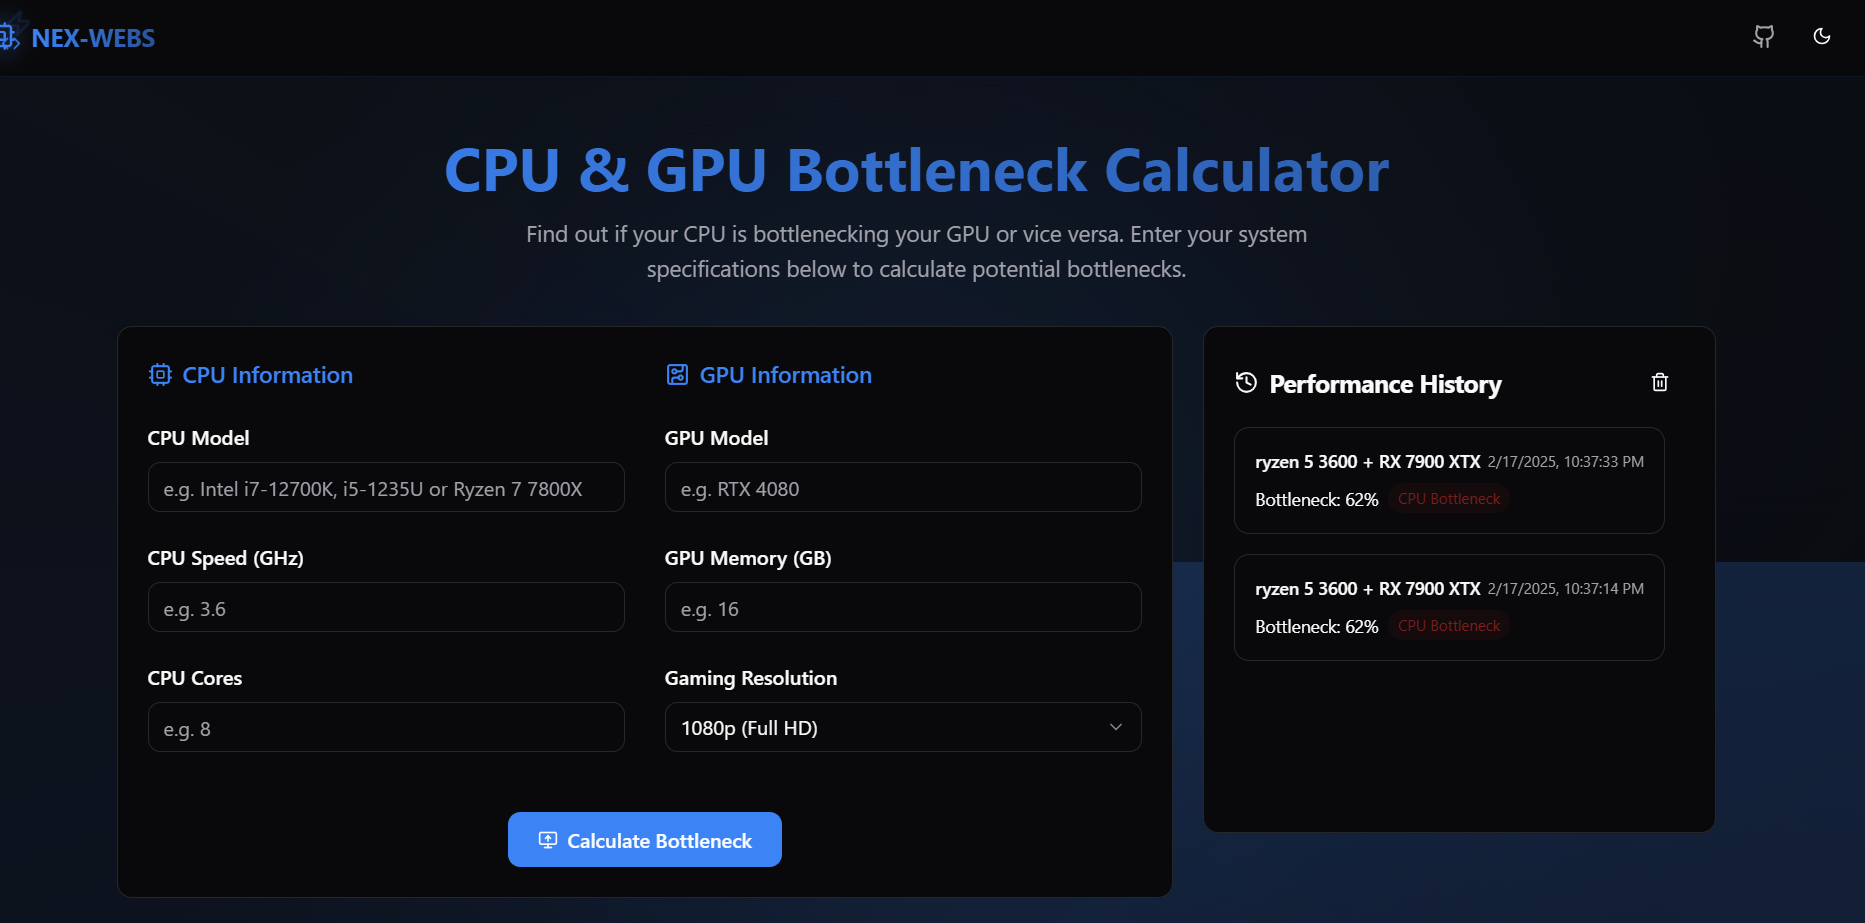 NEX-WEBS
CPU & GPU Bottleneck Calculator
Find out if your CPU is bottlenecking your GPU or vice versa. Enter your system
specifications below to calculate potential bottlenecks.
CPU Information
CPU Model
e.g. Intel i7-12700K, i5-1235U or Ryzen 7 7800X
CPU Speed (GHz)
e.g. 3.6
CPU Cores
e.g. 8
GPU Information
GPU Model
e.g. RTX 4080
GPU Memory (GB)
e.g. 16
Gaming Resolution
1080p (Full HD)
Calculate Bottleneck
Performance History
ryzen 5 3600 + RX 7900 XTX 2/17/2025, 10:37:33 PM
Bottleneck: 62% CPU Bottleneck
ryzen 5 3600 + RX 7900 XTX 2/17/2025, 10:37:14 PM
Bottleneck: 62% CPU Bottleneck